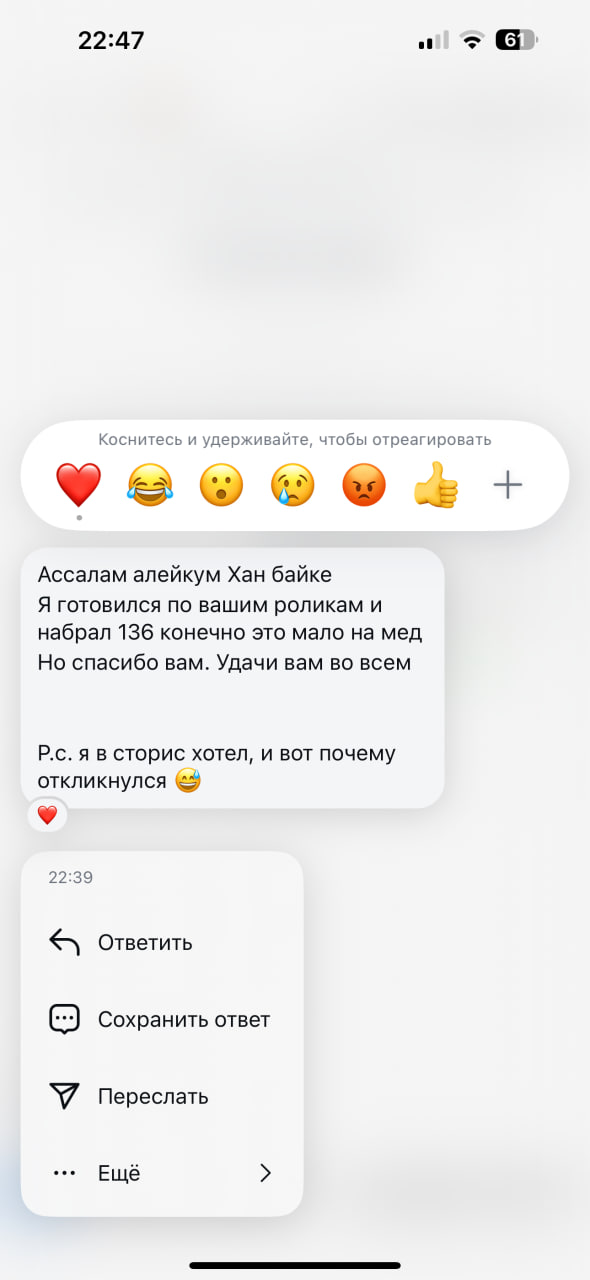 22:47
61
Коснитесь и удерживайте, чтобы отреагировать
Ассалам алейкум Хан байке
Я готовился по вашим роликам и
набрал 136 конечно это мало на мед
Но спасибо вам. Удачи вам во всем
Р.с. я в сторис хотел, и вот почему
откликнулся 😅
22:39
Ответить
Сохранить ответ
Переслать
Ещё